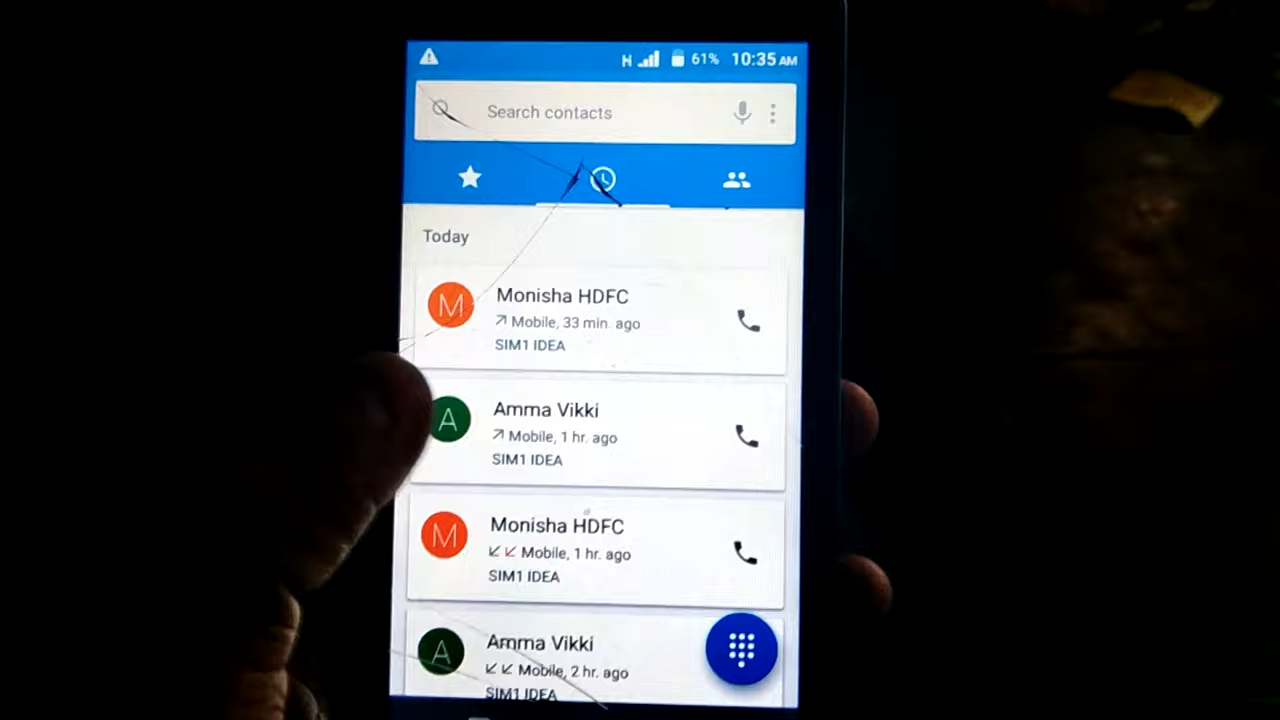 H 61% 10:35 AM
Search contacts
Today
M Monisha HDFC
Mobile, 33 min. ago
SIM1 IDEA
A Amma Vikki
Mobile, 1 hr. ago
SIM1 IDEA
M Monisha HDFC
Mobile, 1 hr. ago
SIM1 IDEA
A Amma Vikki
Mobile, 2 hr. ago
SIM1 IDEA